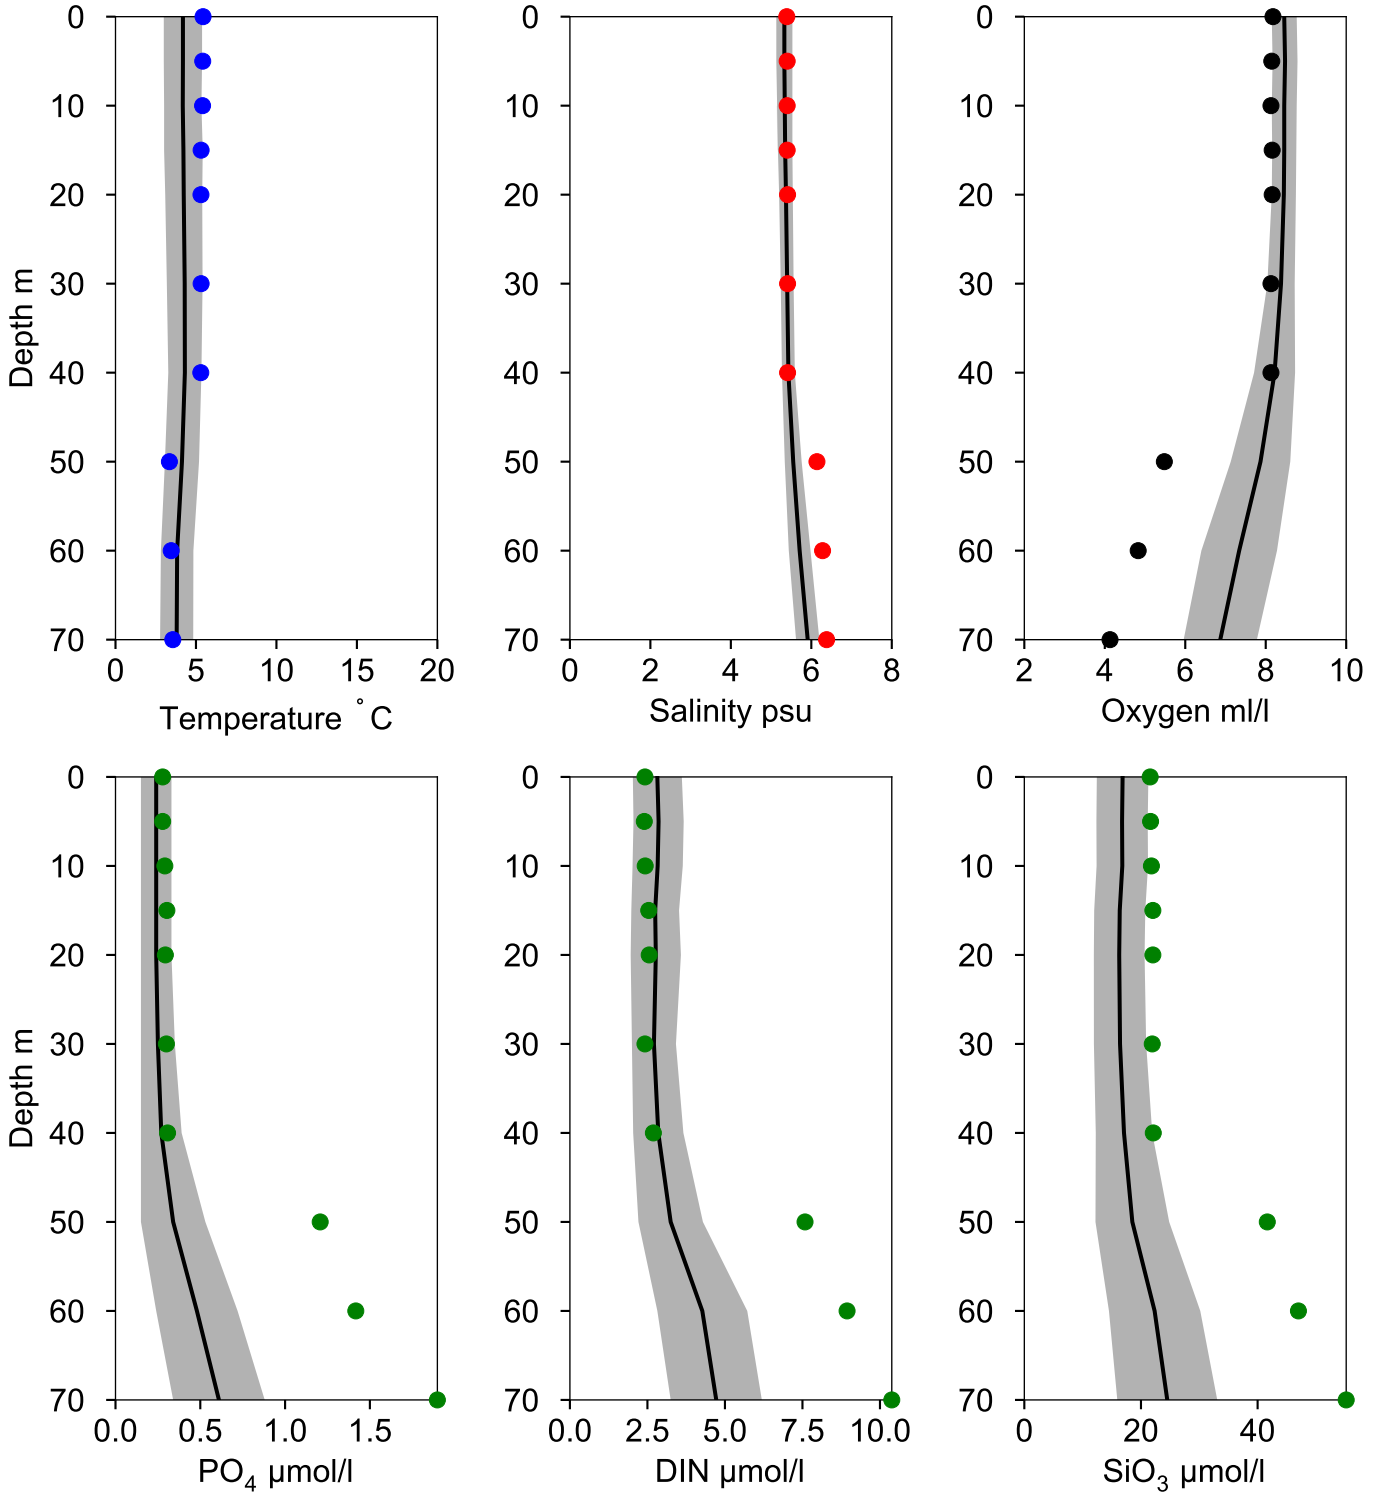 0 0 0
10 10 10
20 20 20
30 30 30
40 40 40
50 50 50
60 60 60
70 70 70
Depth m
0 5 10 15 20 0 2 4 6 8 2 4 6 8 10
Temperature °C Salinity psu Oxygen ml/l
0 0 0
10 10 10
20 20 20
30 30 30
40 40 40
50 50 50
60 60 60
70 70 70
Depth m
0.0 0.5 1.0 1.5 0.0 2.5 5.0 7.5 10.0 0 20 40
PO₄ µmol/l DIN µmol/l SiO₃ µmol/l